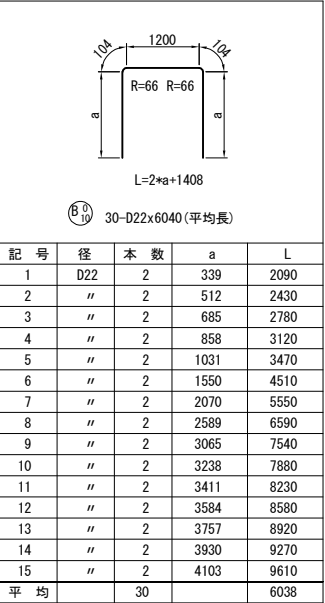 104 1200 104
R=66 R=66
a a
L=2*a+1408
B 0 10 30-D22x6040(平均長)
記 号 径 本 数 a L
1 D22 2 339 2090
2 〃 2 512 2430
3 〃 2 685 2780
4 〃 2 858 3120
5 〃 2 1031 3470
6 〃 2 1550 4510
7 〃 2 2070 5550
8 〃 2 2589 6590
9 〃 2 3065 7540
10 〃 2 3238 7880
11 〃 2 3411 8230
12 〃 2 3584 8580
13 〃 2 3757 8920
14 〃 2 3930 9270
15 〃 2 4103 9610
平 均 30 6038